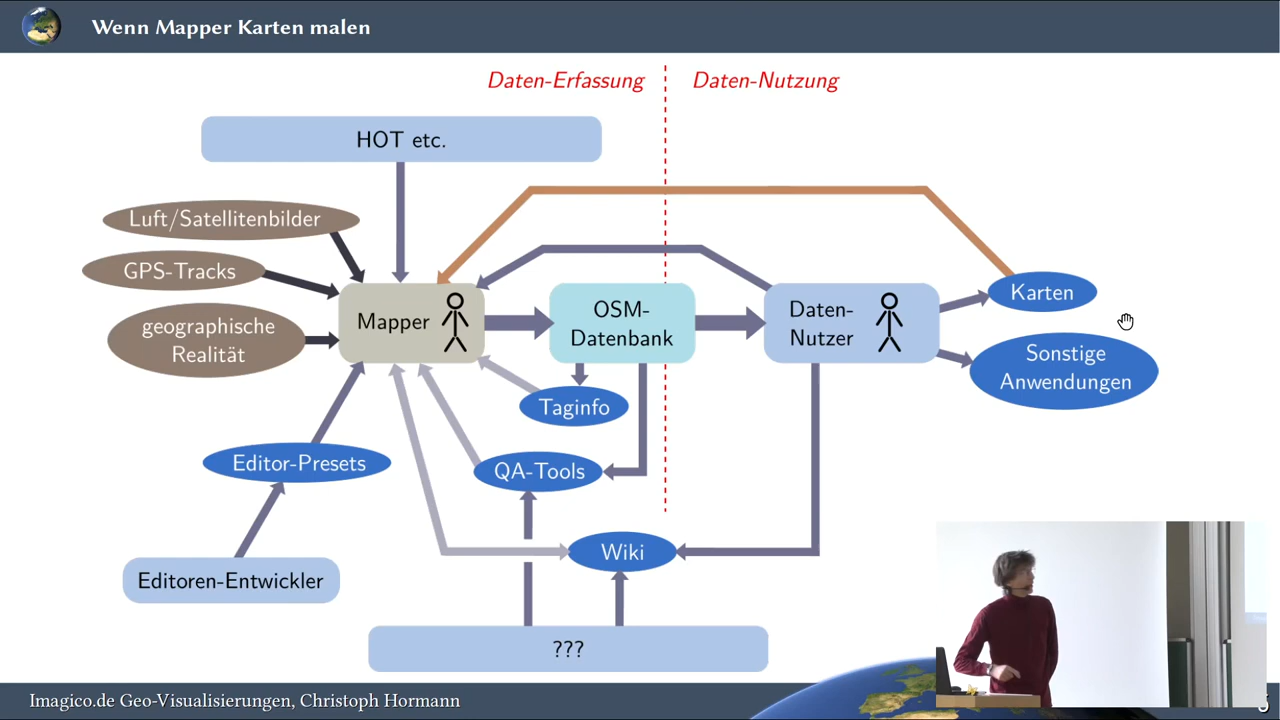 Wenn Mapper Karten malen
Daten-Erfassung
Daten-Nutzung
HOT etc.
Luft/Satellitenbilder
GPS-Tracks
geographische
Realität
Mapper
OSM-
Datenbank
Daten-
Nutzer
Karten
Sonstige
Anwendungen
Taginfo
Editor-Presets
QA-Tools
Wiki
Editoren-Entwickler
???
Imagico.de Geo-Visualisierungen, Christoph Hormann